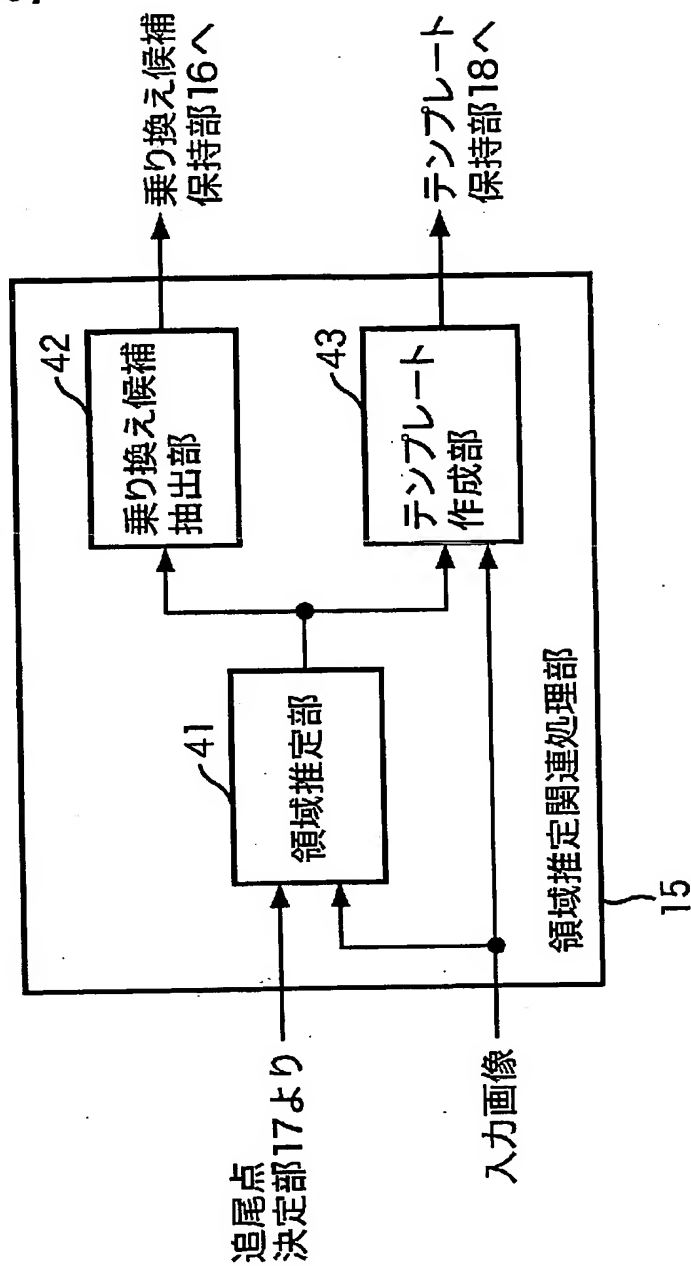 追尾点
決定部17より
入力画像
41
領域推定部
42
乗り換え候補
抽出部
43
テンプレート
作成部
領域推定関連処理部
15
乗り換え候補
保持部16へ
テンプレート
保持部18へ